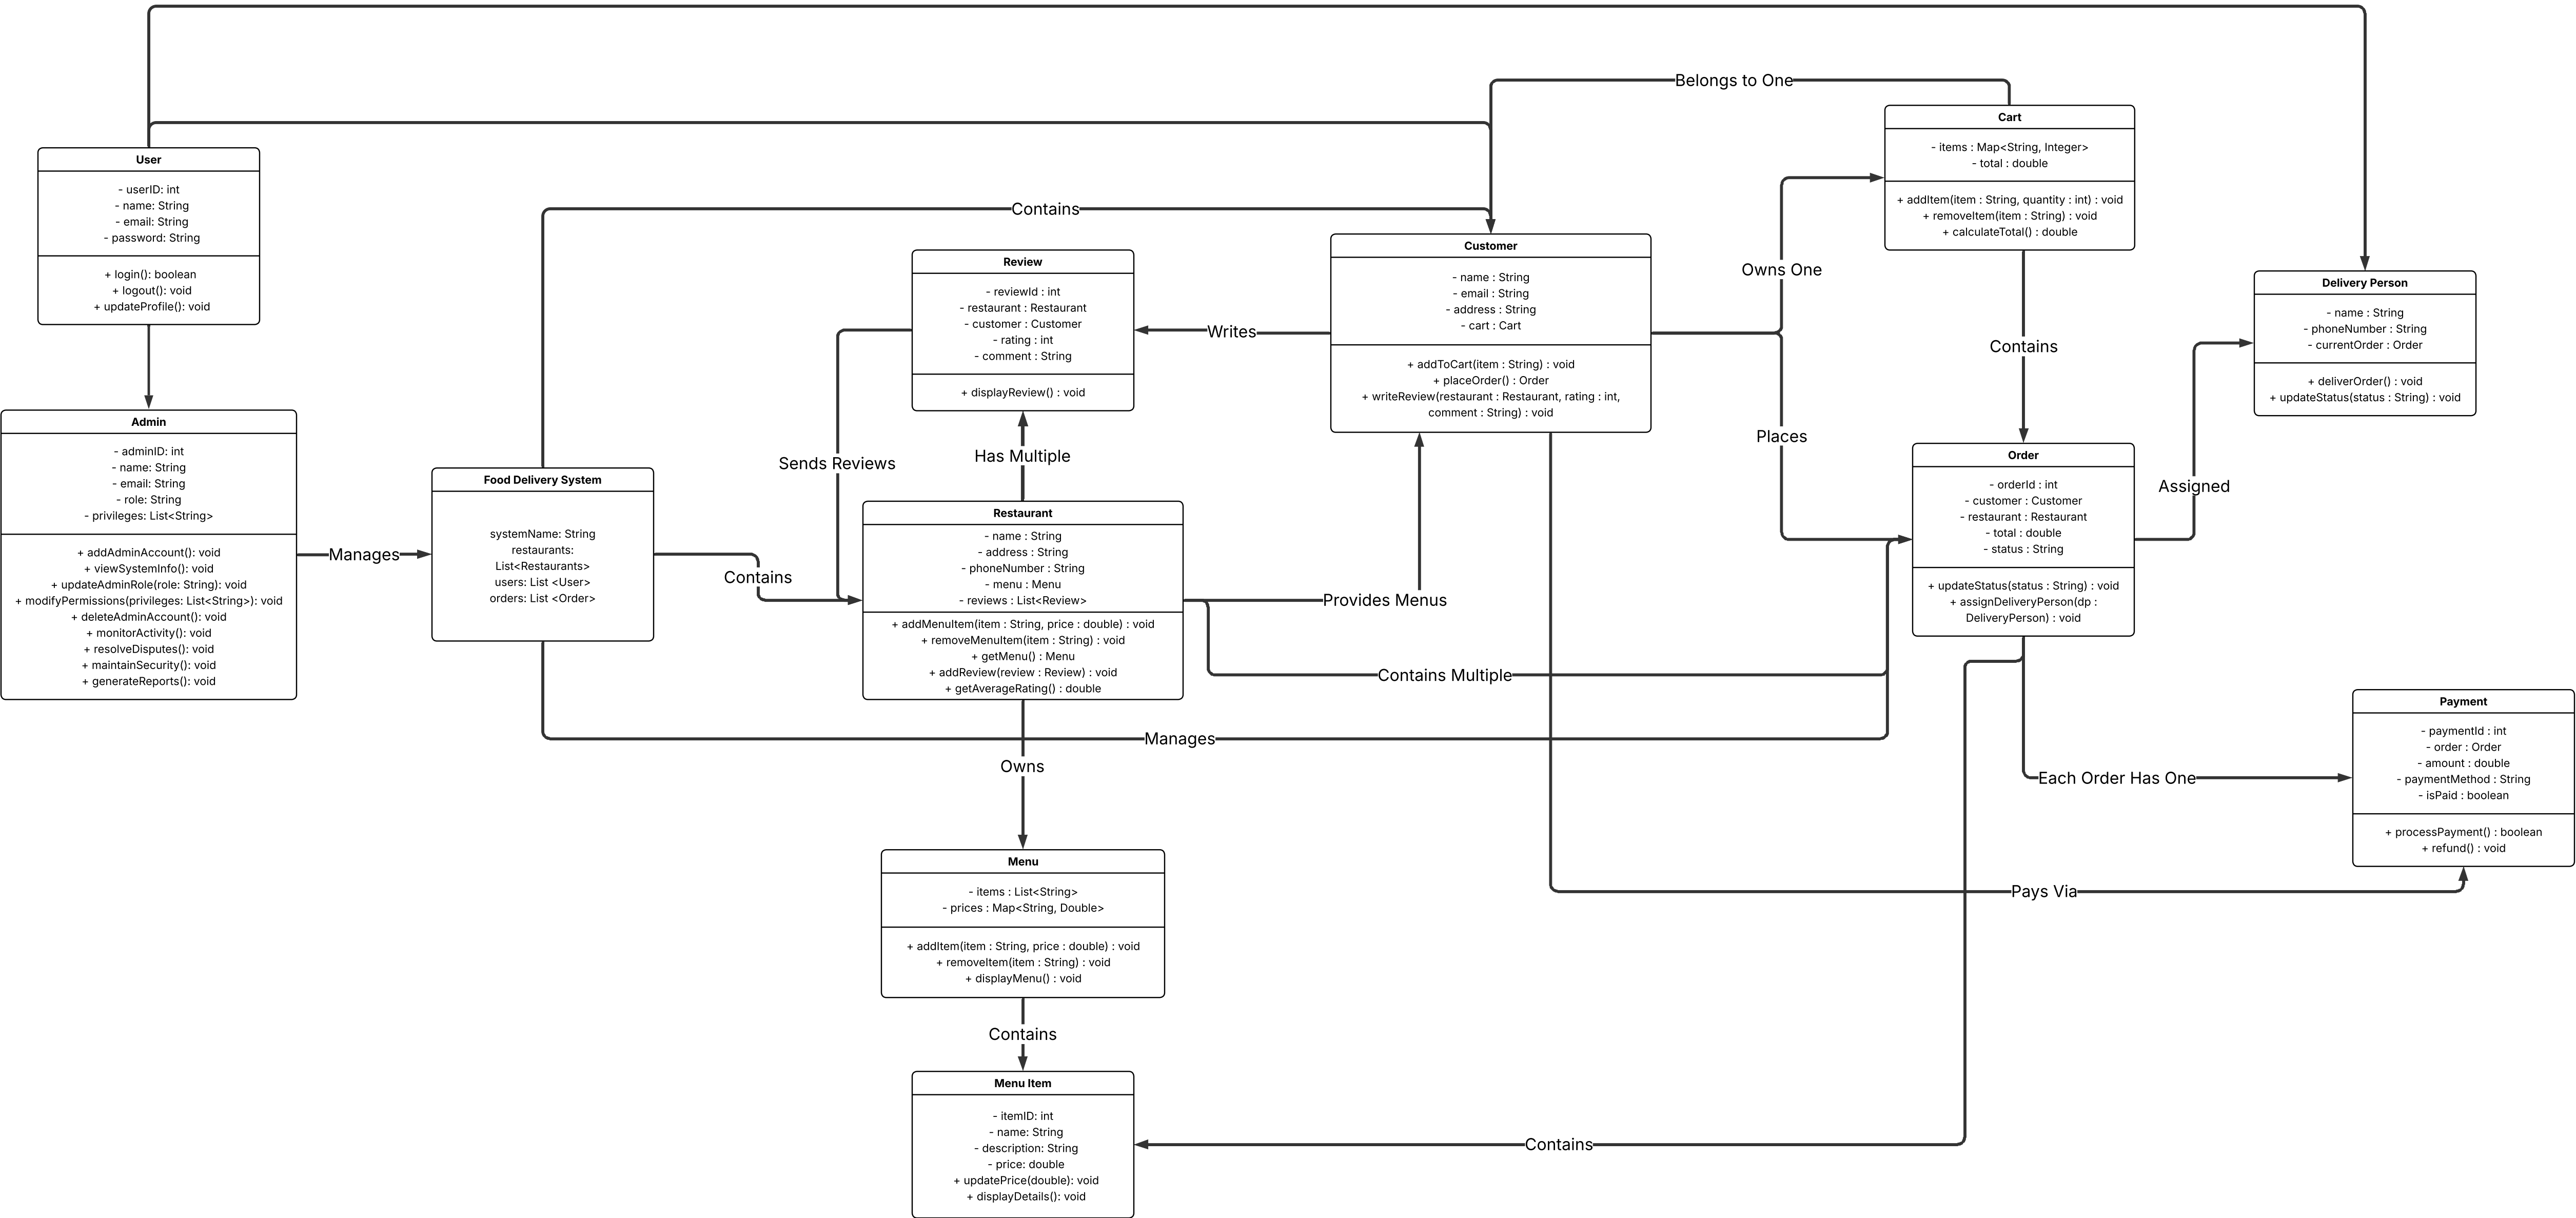 Belongs to One
Cart
- items : Map<String, Integer>
- total : double
+ addItem(item : String, quantity : int) : void
+ removeItem(item : String) : void
+ calculateTotal() : double
User
- userID: int
- name: String
- email: String
- password: String
+ login(): boolean
+ logout(): void
+ updateProfile(): void
Contains
Review
- reviewId : int
- restaurant : Restaurant
- customer : Customer
- rating : int
- comment : String
+ displayReview() : void
Writes
Customer
- name : String
- email : String
- address : String
- cart : Cart
+ addToCart(item : String) : void
+ placeOrder() : Order
+ writeReview(restaurant : Restaurant, rating : int,
comment : String) : void
Owns One
Places
Contains
Delivery Person
- name : String
- phoneNumber : String
- currentOrder : Order
+ deliverOrder() : void
+ updateStatus(status : String) : void
Admin
- adminID: int
- name: String
- email: String
- role: String
- privileges: List<String>
+ addAdminAccount(): void
+ viewSystemInfo(): void
+ updateAdminRole(role: String): void
+ modifyPermissions(privileges: List<String>): void
+ deleteAdminAccount(): void
+ monitorActivity(): void
+ resolveDisputes(): void
+ maintainSecurity(): void
+ generateReports(): void
Manages
Food Delivery System
systemName: String
restaurants:
List<Restaurants>
users: List <User>
orders: List <Order>
Contains
Sends Reviews
Has Multiple
Restaurant
- name : String
- address : String
- phoneNumber : String
- menu : Menu
- reviews : List<Review>
+ addMenuItem(item : String, price : double) : void
+ removeMenuItem(item : String) : void
+ getMenu() : Menu
+ addReview(review : Review) : void
+ getAverageRating() : double
Provides Menus
Contains Multiple
Manages
Order
- orderId : int
- customer : Customer
- restaurant : Restaurant
- total : double
- status : String
+ updateStatus(status : String) : void
+ assignDeliveryPerson(dp :
DeliveryPerson) : void
Assigned
Payment
- paymentId : int
- order : Order
- amount : double
- paymentMethod : String
- isPaid : boolean
+ processPayment() : boolean
+ refund() : void
Each Order Has One
Pays Via
Owns
Menu
- items : List<String>
- prices : Map<String, Double>
+ addItem(item : String, price : double) : void
+ removeItem(item : String) : void
+ displayMenu() : void
Contains
Menu Item
- itemID: int
- name: String
- description: String
- price: double
+ updatePrice(double): void
+ displayDetails(): void
Contains